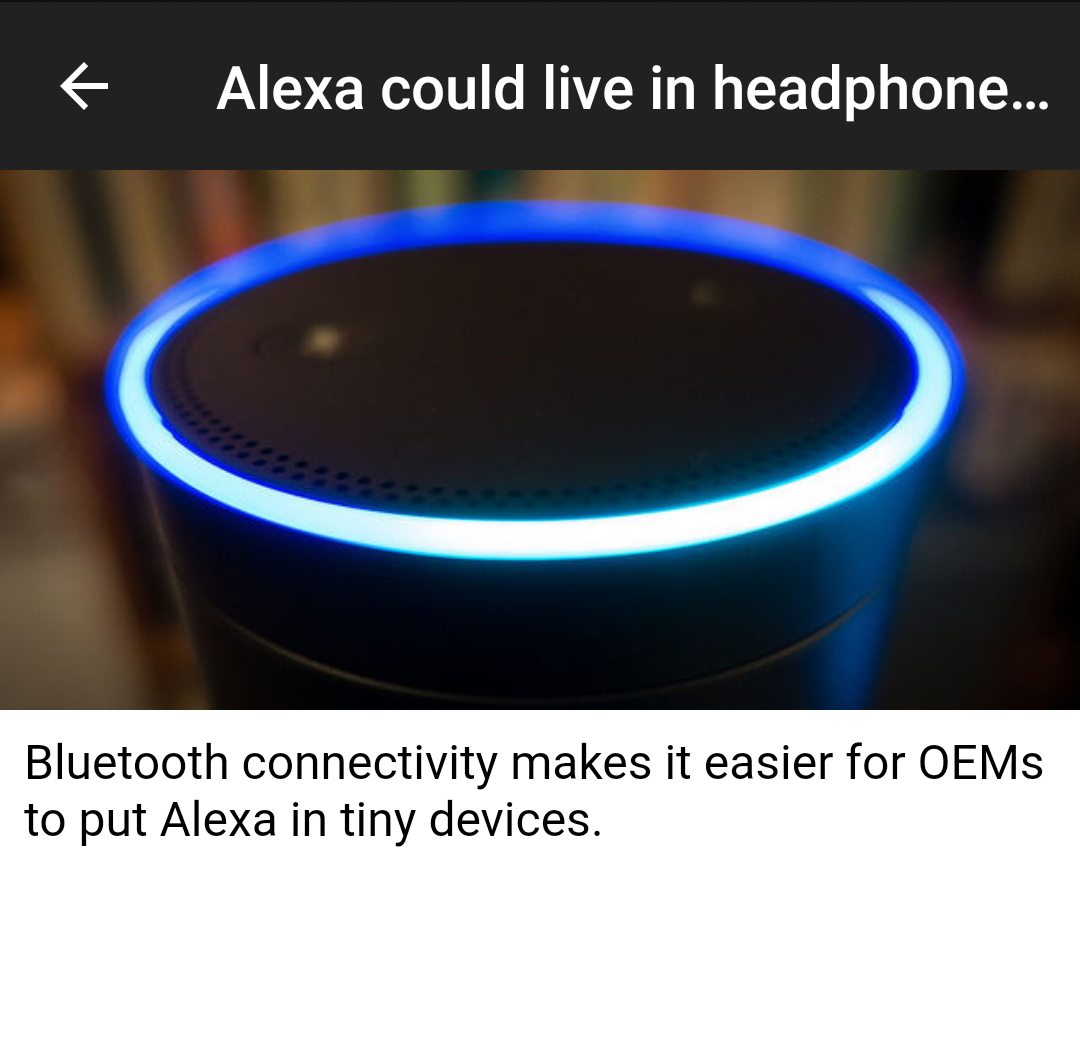 Alexa could live in headphone...
Bluetooth connectivity makes it easier for OEMs
to put Alexa in tiny devices.